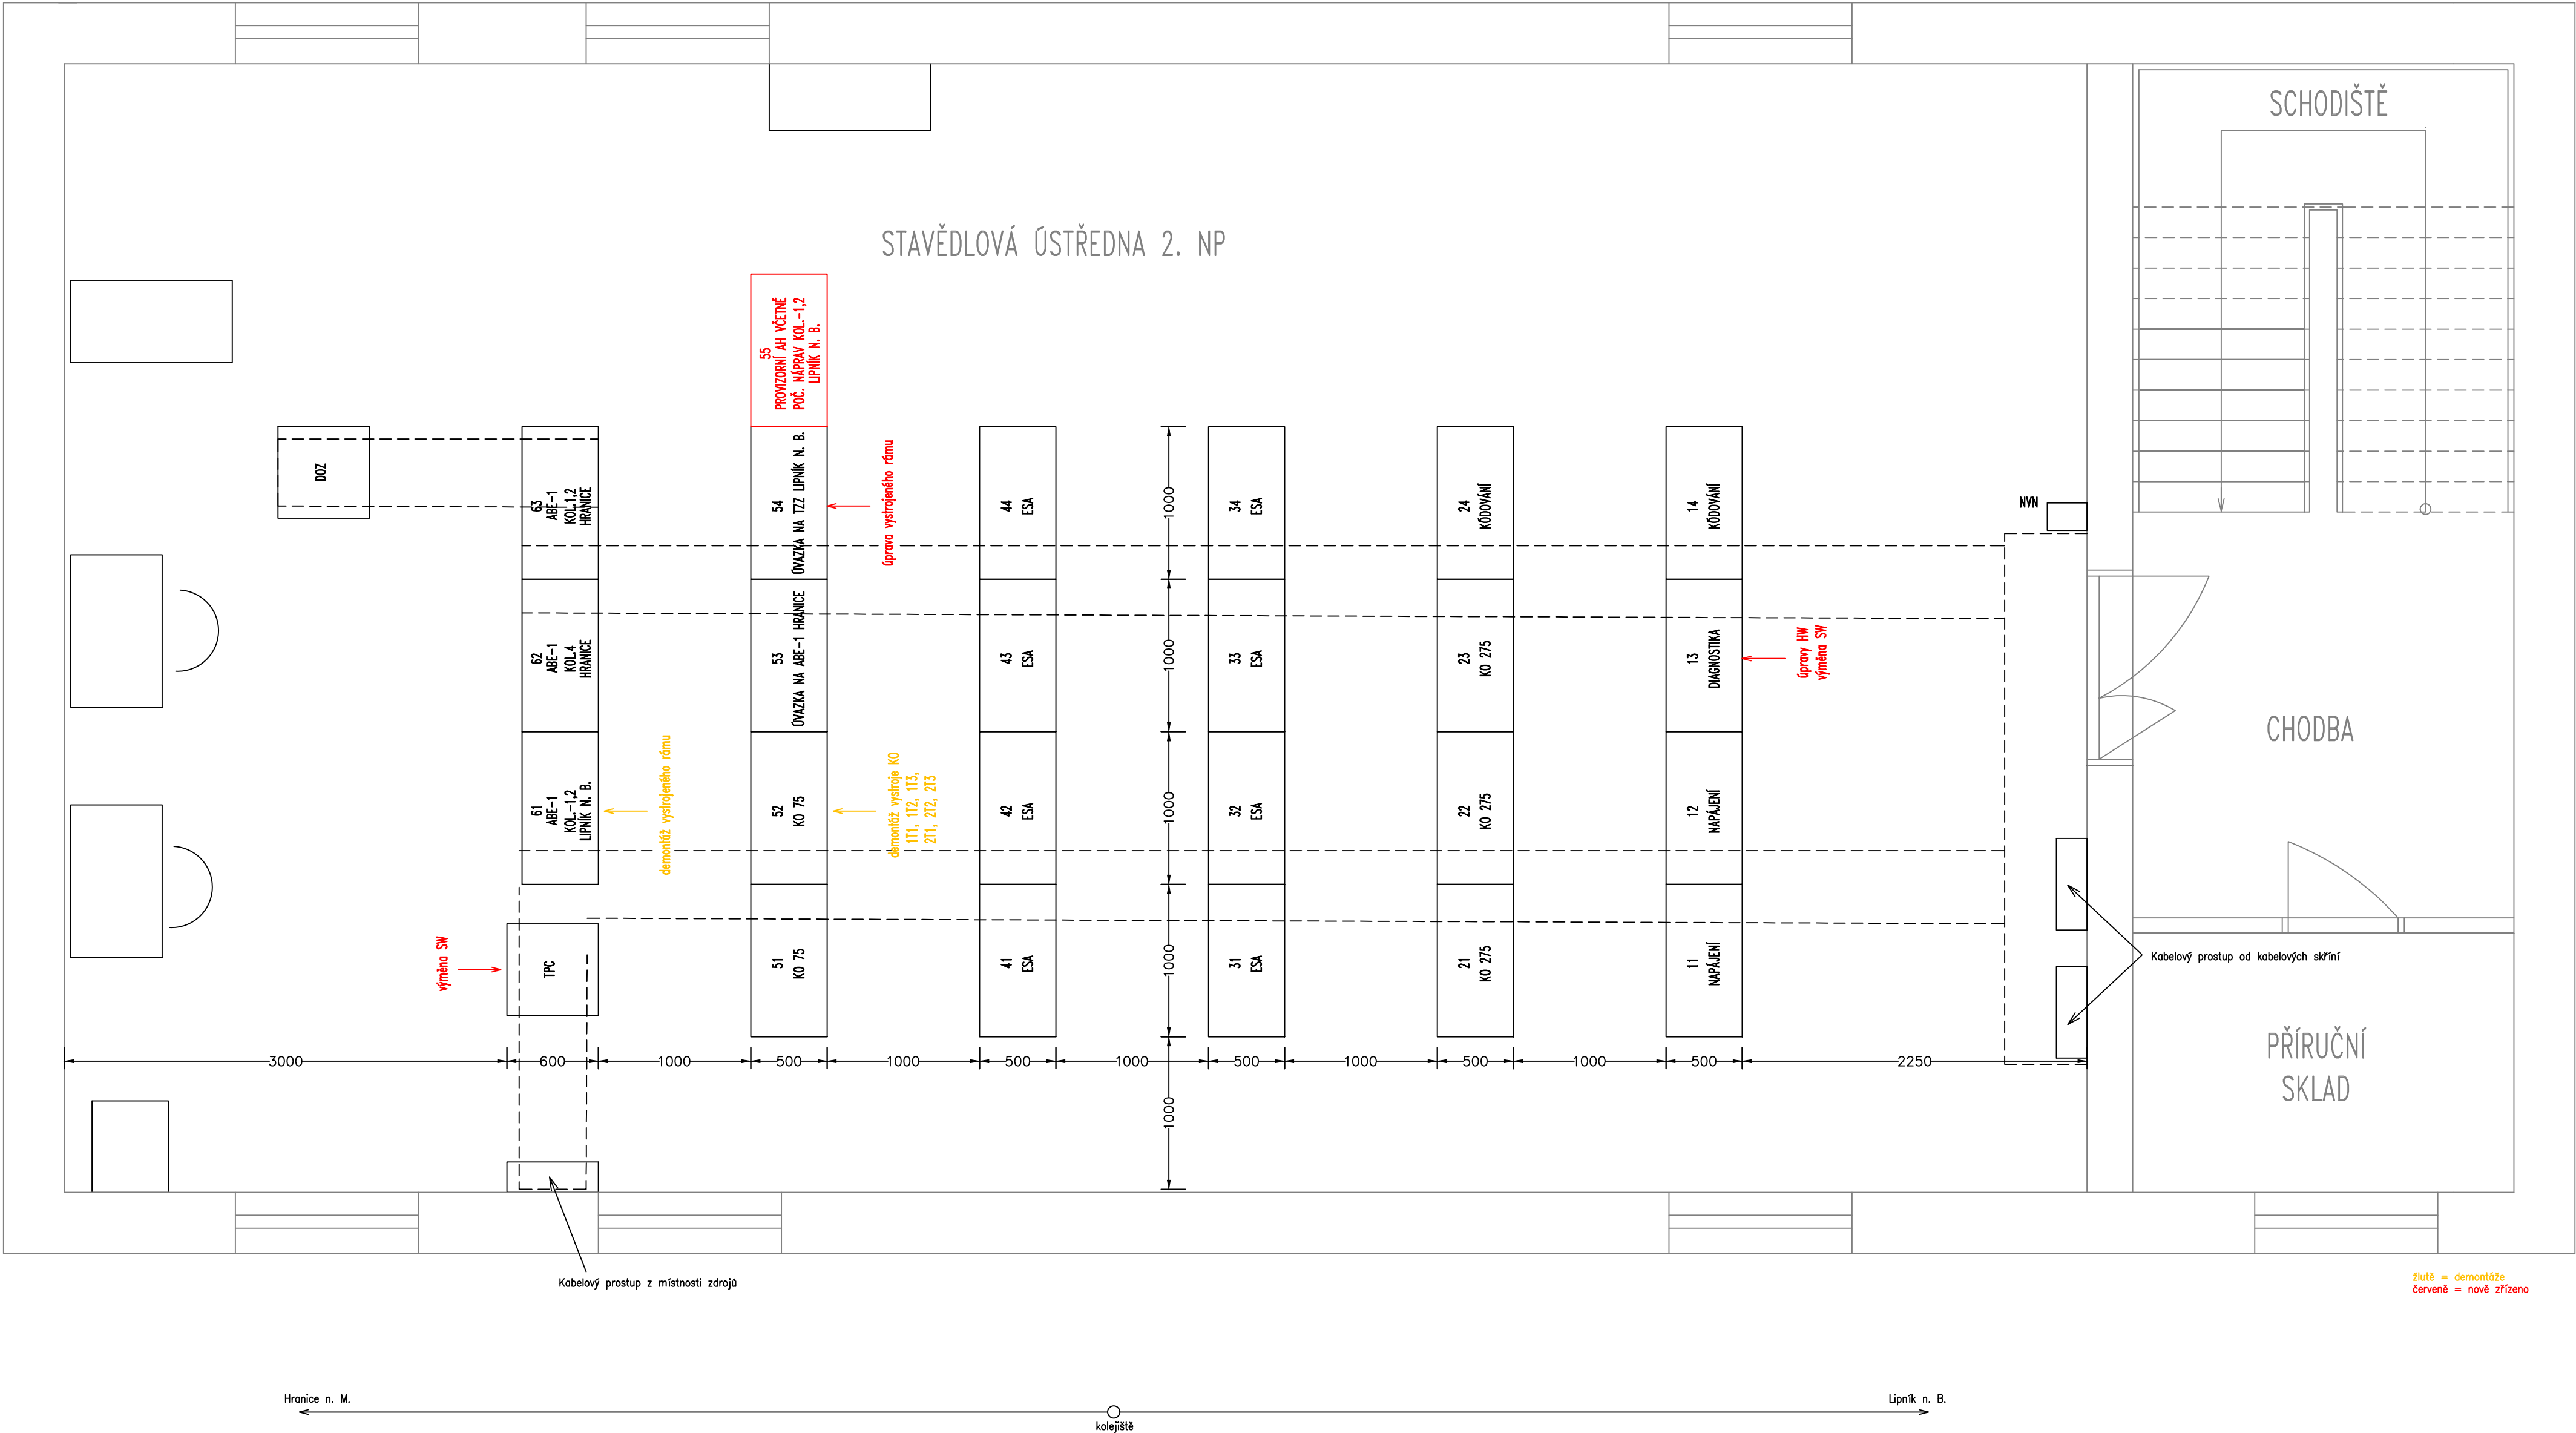 SCHODIŠTĚ
STAVĚDLOVÁ ÚSTŘEDNA 2. NP
55
PROVIZORNÍ AH VČETNĚ
POČ. NÁPRAV KOL.-1,2
LIPNÍK N. B.
DOZ
63
ABE-1
KOL.1,2
HRANICE
54
ÚVAZKA NA TZZ LIPNÍK N. B.
úprava vystrojeného rámu
44
ESA
1000
34
ESA
24
KÓDOVÁNÍ
14
KÓDOVÁNÍ
NVN
62
ABE-1
KOL.4
HRANICE
53
ÚVAZKA NA ABE-1 HRANICE
43
ESA
1000
33
ESA
23
KO 275
13
DIAGNOSTIKA
úpravy HW
výměna SW
CHODBA
61
ABE-1
KOL.-1,2
LIPNÍK N. B.
demontáž vystrojeného rámu
52
KO 75
demontáž výstroje KO
1T1, 1T2, 1T3,
2T1, 2T2, 2T3
42
ESA
1000
32
ESA
22
KO 275
12
NAPÁJENÍ
výměna SW
TPC
51
KO 75
41
ESA
1000
31
ESA
21
KO 275
11
NAPÁJENÍ
Kabelový prostup od kabelových skříní
PŘÍRUČNÍ
SKLAD
3000
600
1000
500
1000
500
1000
500
1000
500
1000
500
2250
1000
Kabelový prostup z místnosti zdrojů
žlutě = demontáže
červeně = nově zřízeno
Hranice n. M.
Lipník n. B.
kolejiště